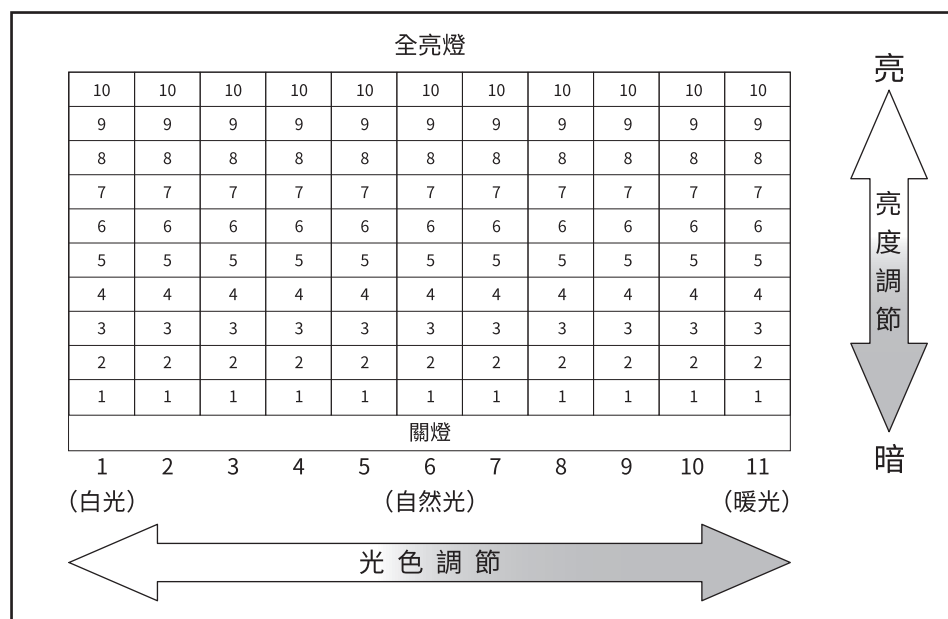 全亮燈
10 10 10 10 10 10 10 10 10 10 10
9 9 9 9 9 9 9 9 9 9 9
8 8 8 8 8 8 8 8 8 8 8
7 7 7 7 7 7 7 7 7 7 7
6 6 6 6 6 6 6 6 6 6 6
5 5 5 5 5 5 5 5 5 5 5
4 4 4 4 4 4 4 4 4 4 4
3 3 3 3 3 3 3 3 3 3 3
2 2 2 2 2 2 2 2 2 2 2
1 1 1 1 1 1 1 1 1 1 1
關燈
1 2 3 4 5 6 7 8 9 10 11
(白光) (自然光) (暖光)
光色調節
亮
亮度調節
暗